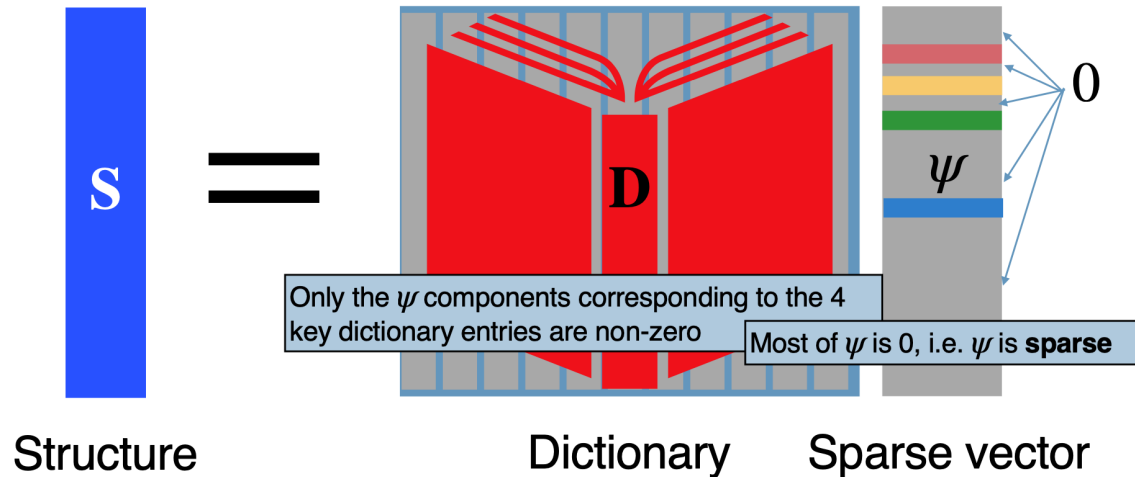 0
S
=
D
ψ
Only the ψ components corresponding to the 4
key dictionary entries are non-zero
Most of ψ is 0, i.e. ψ is sparse
Structure
Dictionary
Sparse vector